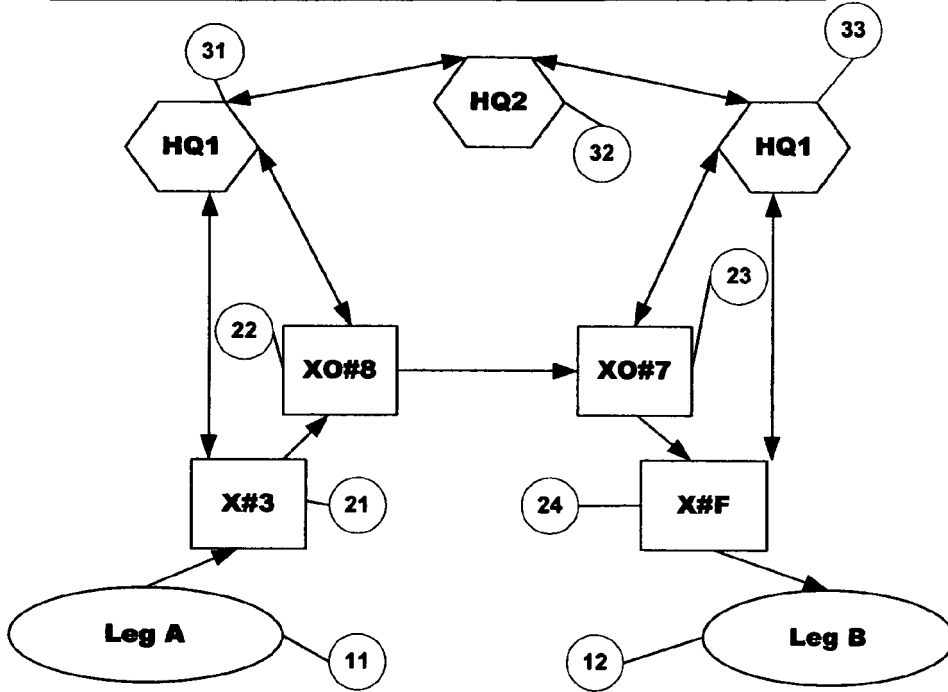 31
33
HQ1
HQ2
HQ1
32
23
22
XO#8
XO#7
X#3
21
24
X#F
Leg A
11
12
Leg B